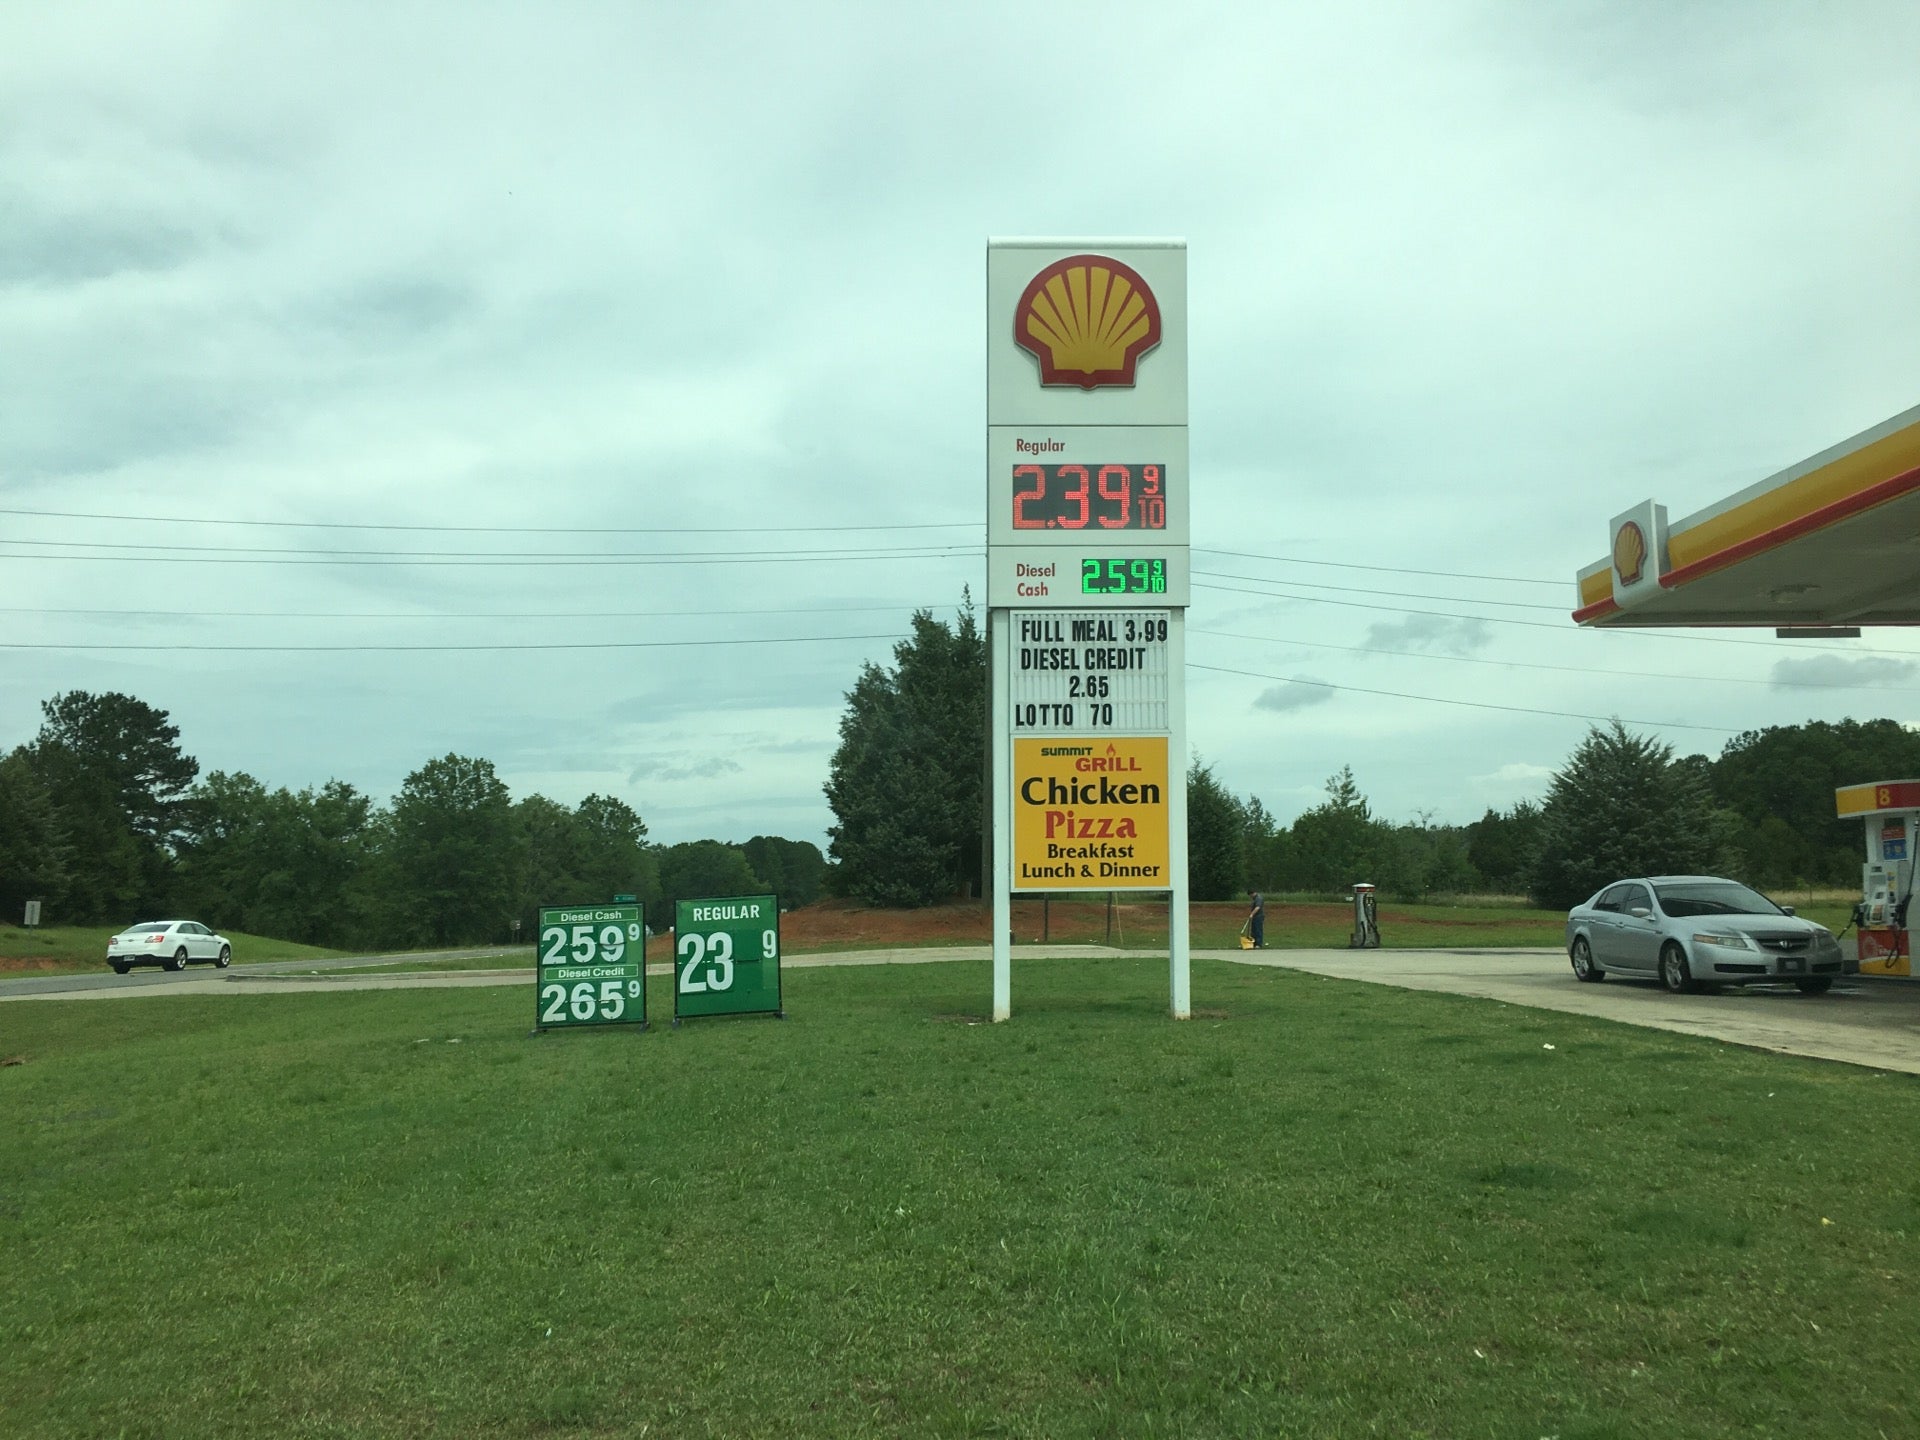 Regular
2.39 9/10
Diesel
Cash
2.59 9/10
FULL MEAL 3.99
DIESEL CREDIT
2.65
LOTTO 70
SUMMIT
GRILL
Chicken
Pizza
Breakfast
Lunch & Dinner
Diesel Cash
259 9
Diesel Credit
265 9
REGULAR
23 9
8